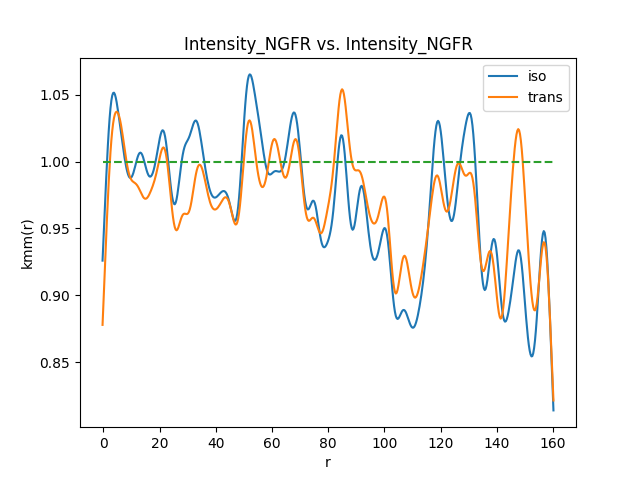 Intensity_NGFR vs. Intensity_NGFR
iso
trans
1.05
1.00
0.95
0.90
0.85
kmm(r)
0 20 40 60 80 100 120 140 160
r